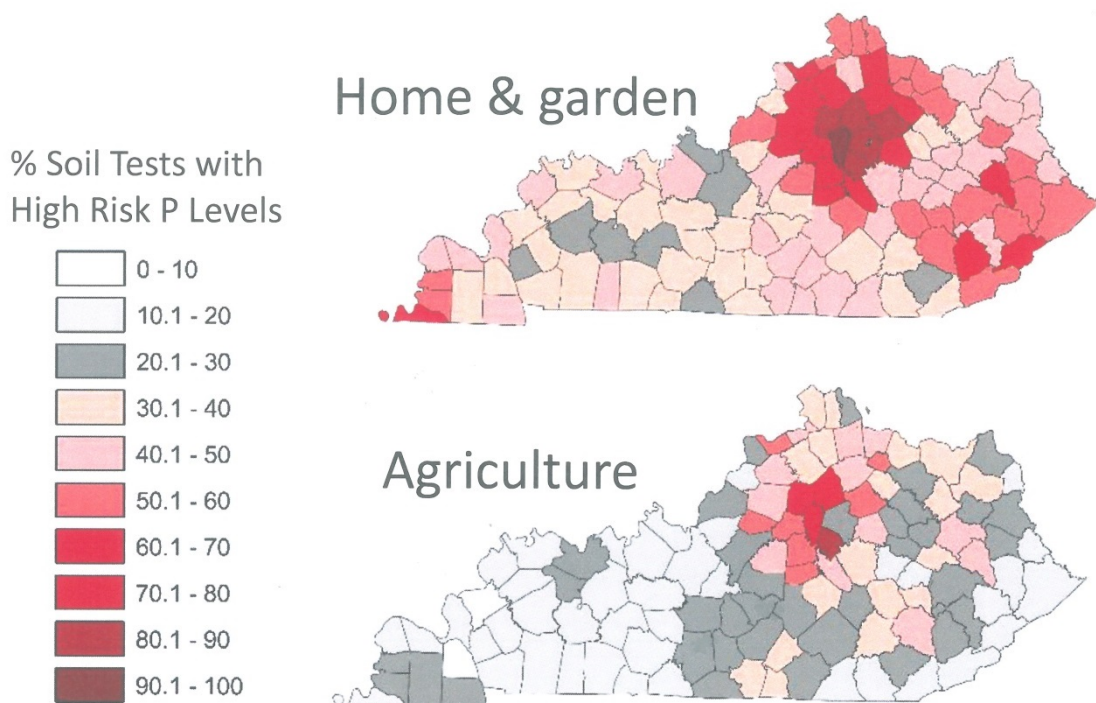 Home & garden
% Soil Tests with
High Risk P Levels
0 - 10
10.1 - 20
20.1 - 30
30.1 - 40
40.1 - 50
50.1 - 60
60.1 - 70
70.1 - 80
80.1 - 90
90.1 - 100
Agriculture